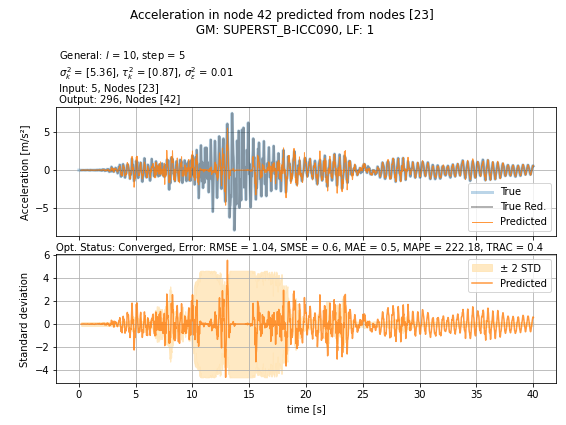 Acceleration in node 42 predicted from nodes [23]
GM: SUPERST_B-ICC090, LF: 1
General: l = 10, step = 5
σ²ₖ = [5.36], τ²ₖ = [0.87], σ²ε = 0.01
Input: 5, Nodes [23]
Output: 296, Nodes [42]
Acceleration [m/s²]
5
0
−5
True
True Red.
Predicted
Opt. Status: Converged, Error: RMSE = 1.04, SMSE = 0.6, MAE = 0.5, MAPE = 222.18, TRAC = 0.4
Standard deviation
6
4
2
0
−2
−4
± 2 STD
Predicted
0 5 10 15 20 25 30 35 40
time [s]